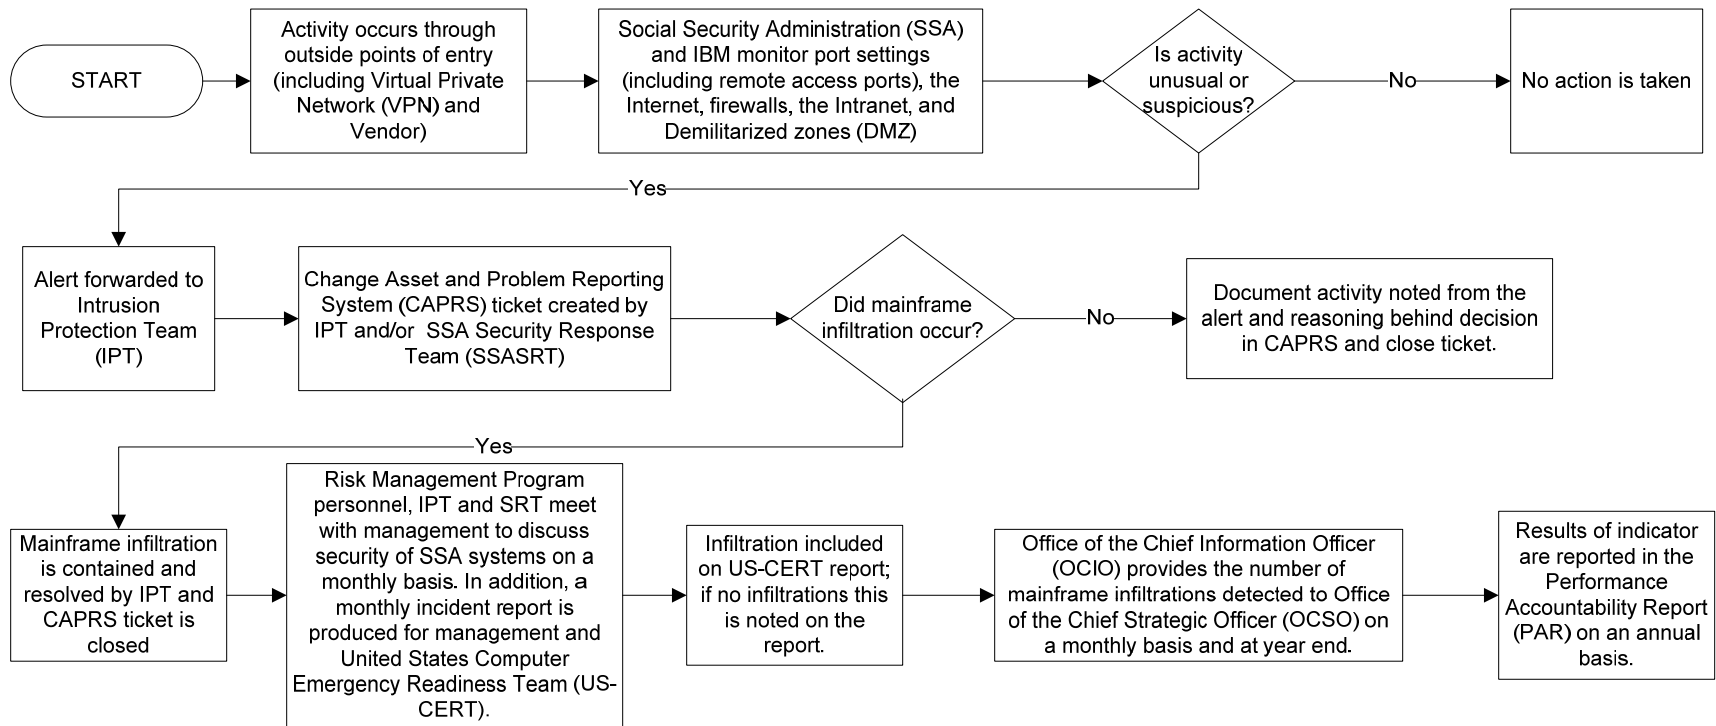 START
Activity occurs through
outside points of entry
(including Virtual Private
Network (VPN) and
Vendor)
Social Security Administration (SSA)
and IBM monitor port settings
(including remote access ports), the
Internet, firewalls, the Intranet, and
Demilitarized zones (DMZ)
Is activity
unusual or
suspicious?
No
No action is taken
Yes
Alert forwarded to
Intrusion
Protection Team
(IPT)
Change Asset and Problem Reporting
System (CAPRS) ticket created by
IPT and/or SSA Security Response
Team (SSASRT)
Did mainframe
infiltration occur?
No
Document activity noted from the
alert and reasoning behind decision
in CAPRS and close ticket.
Yes
Mainframe infiltration
is contained and
resolved by IPT and
CAPRS ticket is
closed
Risk Management Program
personnel, IPT and SRT meet
with management to discuss
security of SSA systems on a
monthly basis. In addition, a
monthly incident report is
produced for management and
United States Computer
Emergency Readiness Team (US-
CERT).
Infiltration included
on US-CERT report;
if no infiltrations this
is noted on the
report.
Office of the Chief Information Officer
(OCIO) provides the number of
mainframe infiltrations detected to Office
of the Chief Strategic Officer (OCSO) on
a monthly basis and at year end.
Results of indicator
are reported in the
Performance
Accountability Report
(PAR) on an annual
basis.